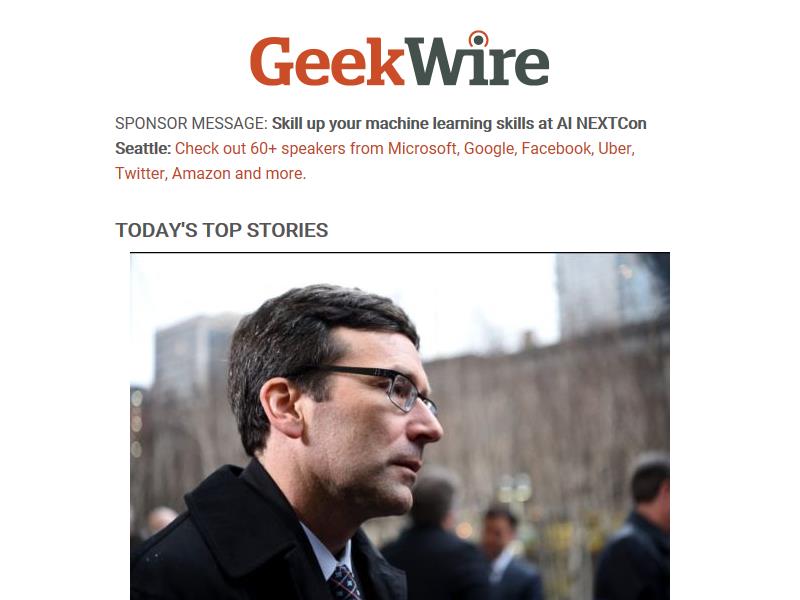 GeekWire
SPONSOR MESSAGE: Skill up your machine learning skills at AI NEXTCon
Seattle: Check out 60+ speakers from Microsoft, Google, Facebook, Uber,
Twitter, Amazon and more.
TODAY'S TOP STORIES